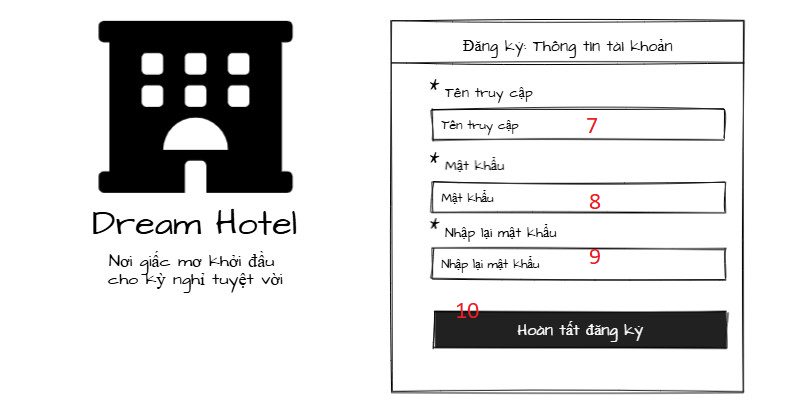 Dream Hotel
Nơi giấc mơ khởi đầu
cho kỳ nghỉ tuyệt vời
Đăng ký: Thông tin tài khoản
* Tên truy cập
Tên truy cập 7
* Mật khẩu
Mật khẩu 8
* Nhập lại mật khẩu
Nhập lại mật khẩu 9
10
Hoàn tất đăng ký